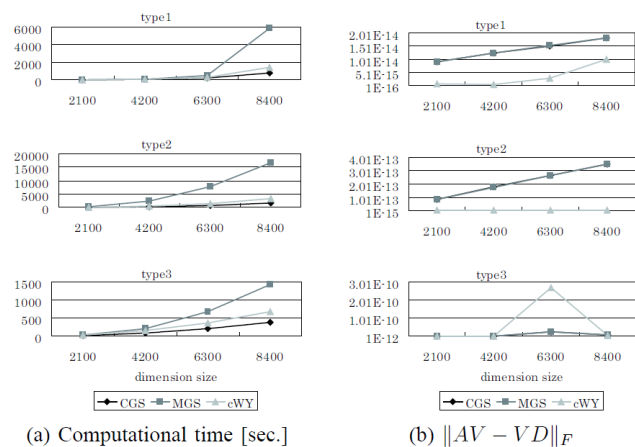 type1
6000
4000
2000
0
2100 4200 6300 8400
type2
20000
15000
10000
5000
0
2100 4200 6300 8400
type3
1500
1000
500
0
2100 4200 6300 8400
dimension size
CGS MGS cWY
(a) Computational time [sec.]
type1
2.01E-14
1.51E-14
1.01E-14
5.1E-15
1E-16
2100 4200 6300 8400
type2
4.01E-13
3.01E-13
2.01E-13
1.01E-13
1E-15
2100 4200 6300 8400
type3
3.01E-10
2.01E-10
1.01E-10
1E-12
2100 4200 6300 8400
dimension size
CGS MGS cWY
(b) ∥AV − VD∥F